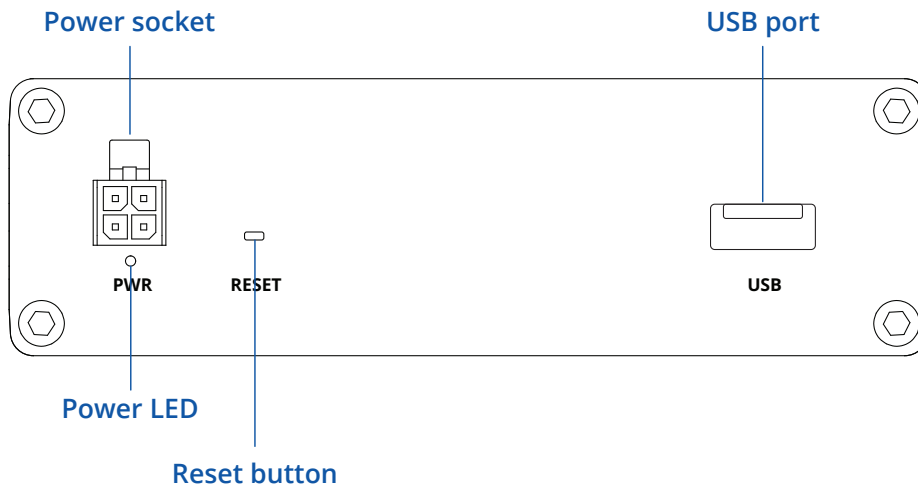 Power socket
USB port
PWR
RESET
USB
Power LED
Reset button